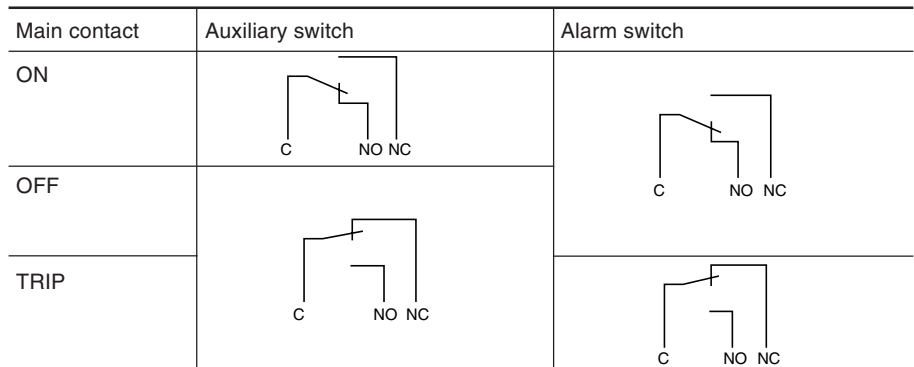 Main contact Auxiliary switch Alarm switch
ON
C NO NC
C NO NC
OFF
C NO NC
TRIP
C NO NC